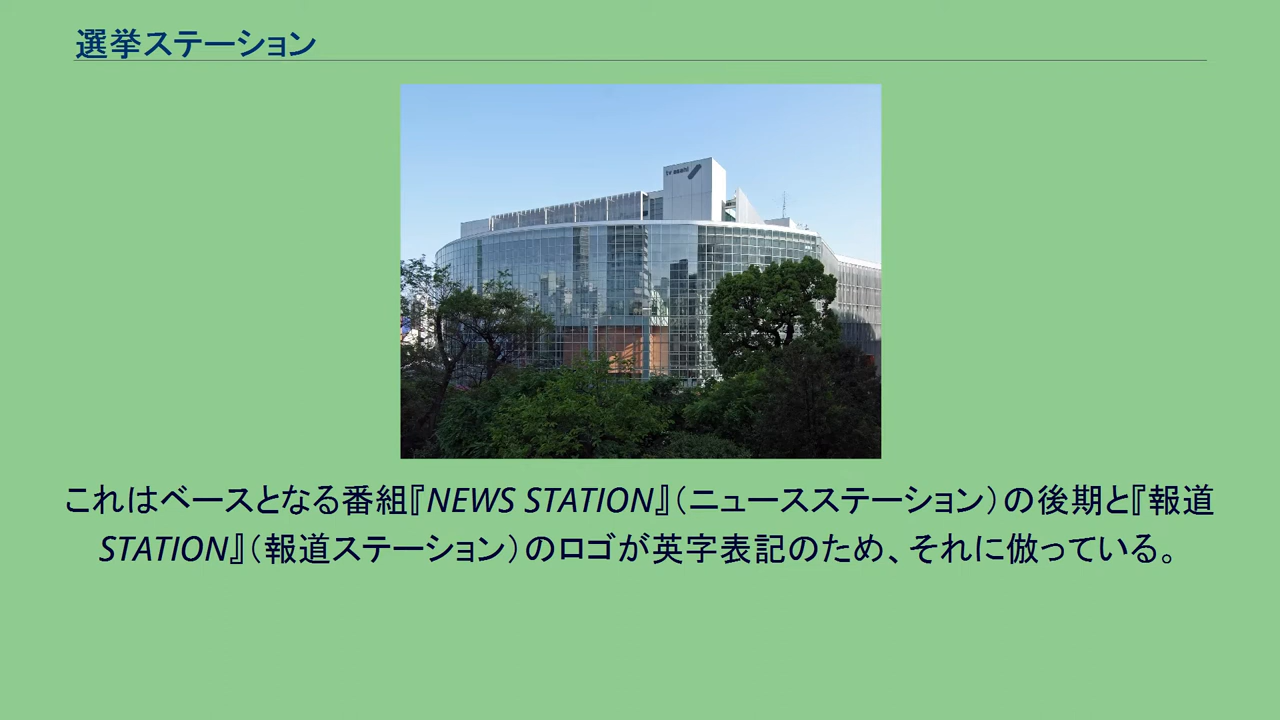 選挙ステーション
tv asahi
これはベースとなる番組『NEWS STATION』（ニュースステーション）の後期と『報道
STATION』（報道ステーション）のロゴが英字表記のため、それに倣っている。